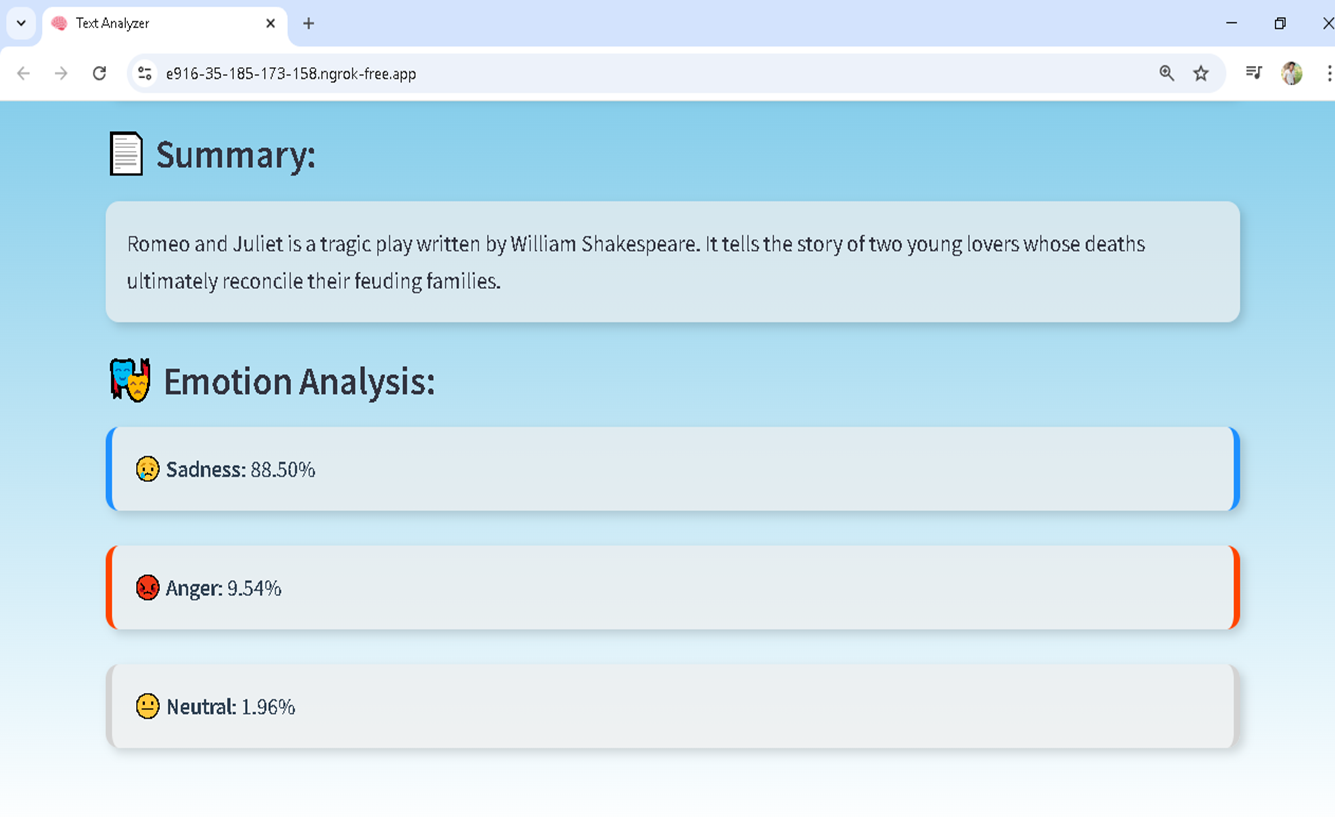 Text Analyzer
e916-35-185-173-158.ngrok-free.app
Summary:
Romeo and Juliet is a tragic play written by William Shakespeare. It tells the story of two young lovers whose deaths
ultimately reconcile their feuding families.
Emotion Analysis:
Sadness: 88.50%
Anger: 9.54%
Neutral: 1.96%